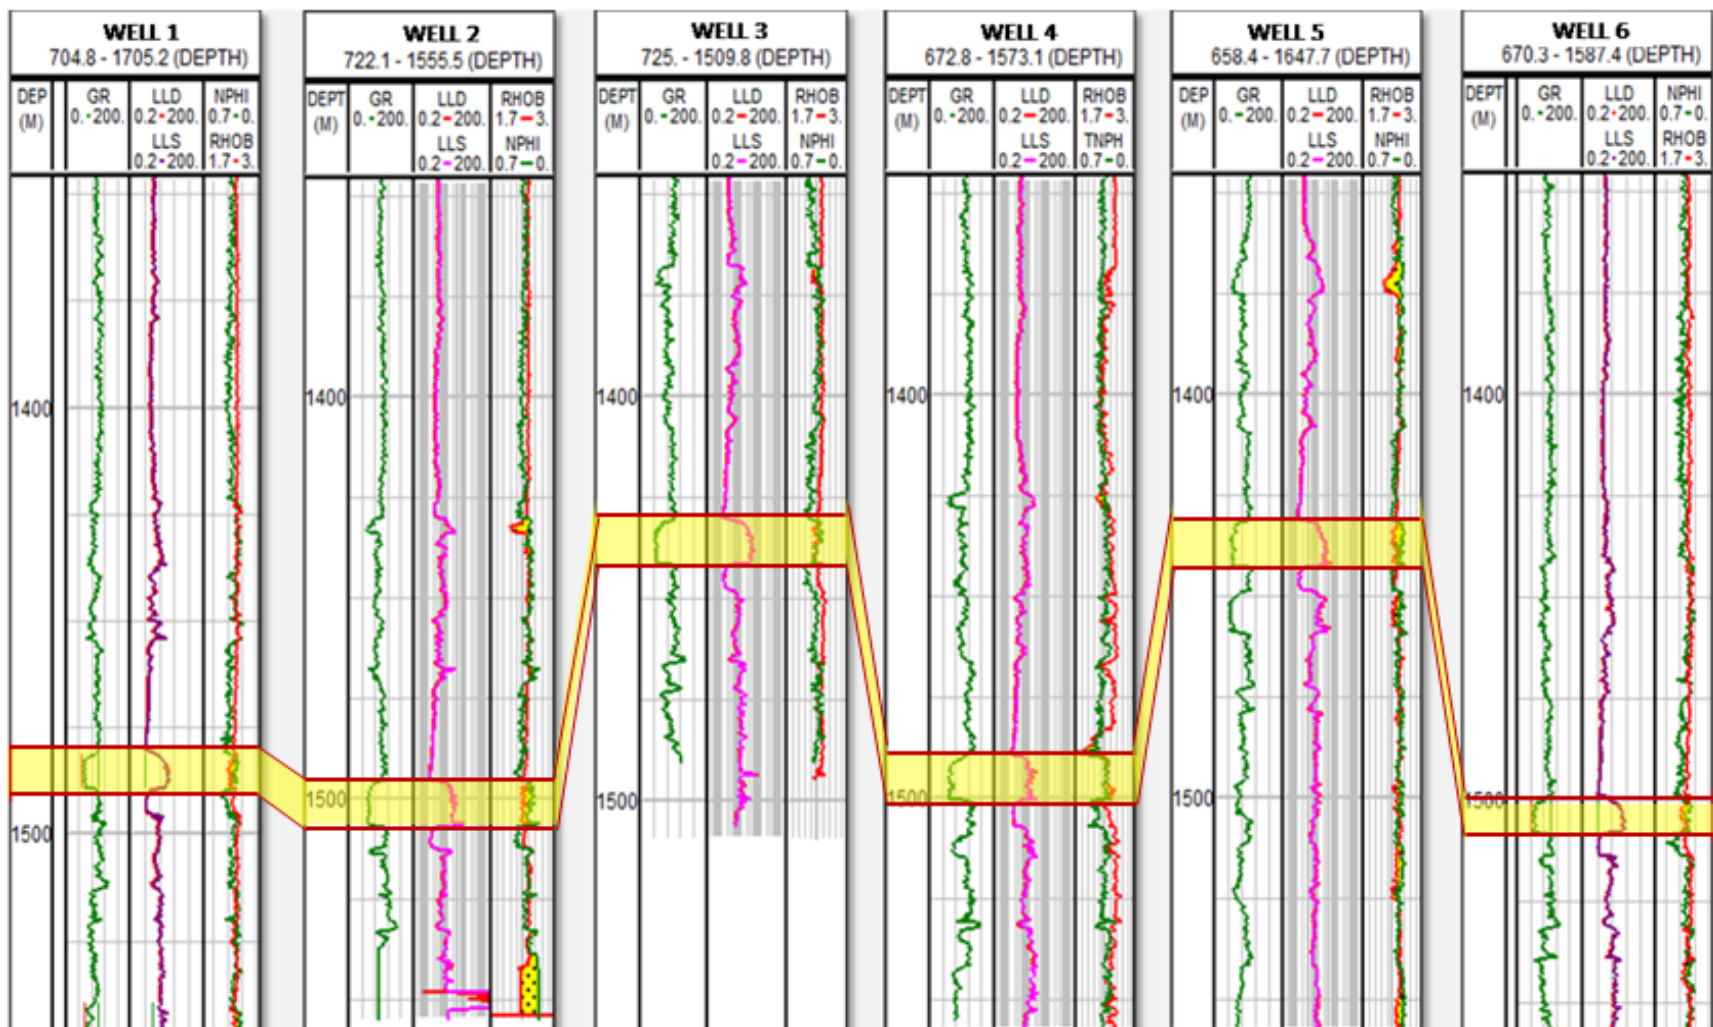 WELL 1
704.8 - 1705.2 (DEPTH)
DEP
(M)
GR
0. 200.
LLD
0.2 200.
LLS
0.2 200.
NPHI
0.7 0.
RHOB
1.7 3.
1400
1500
WELL 2
722.1 - 1555.5 (DEPTH)
DEPT
(M)
GR
0. 200.
LLD
0.2 200.
LLS
0.2 200.
RHOB
1.7 3.
NPHI
0.7 0.
1400
1500
WELL 3
725. - 1509.8 (DEPTH)
DEPT
(M)
GR
0. 200.
LLD
0.2 200.
LLS
0.2 200.
RHOB
1.7 3.
NPHI
0.7 0.
1400
1500
WELL 4
672.8 - 1573.1 (DEPTH)
DEPT
(M)
GR
0. 200.
LLD
0.2 200.
LLS
0.2 200.
RHOB
1.7 3.
TNPH
0.7 0.
1400
1500
WELL 5
658.4 - 1647.7 (DEPTH)
DEP
(M)
GR
0. 200.
LLD
0.2 200.
LLS
0.2 200.
RHOB
1.7 3.
NPHI
0.7 0.
1400
1500
WELL 6
670.3 - 1587.4 (DEPTH)
DEPT
(M)
GR
0. 200.
LLD
0.2 200.
LLS
0.2 200.
NPHI
0.7 0.
RHOB
1.7 3.
1400
1500